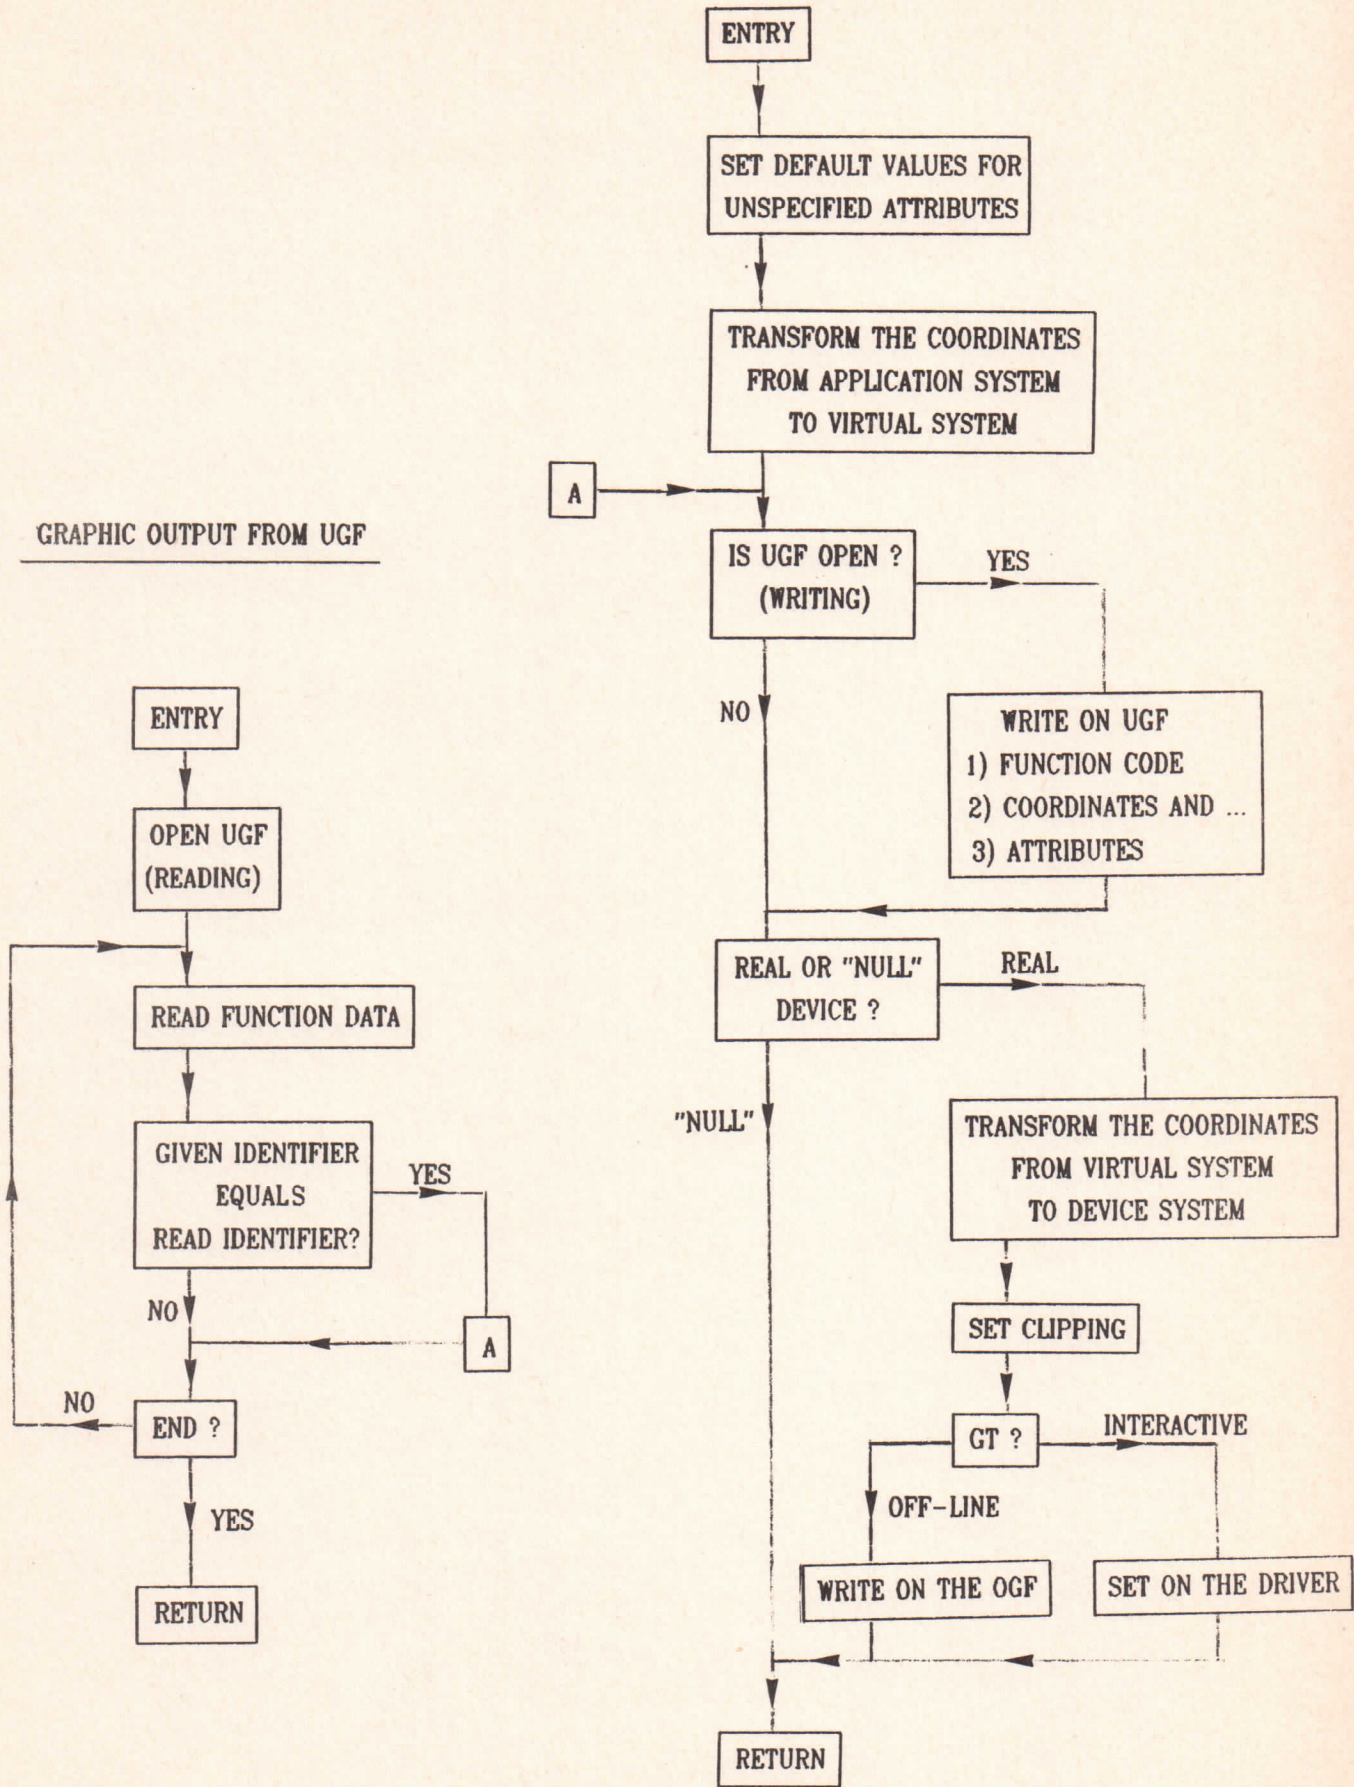 ENTRY
SET DEFAULT VALUES FOR
UNSPECIFIED ATTRIBUTES
TRANSFORM THE COORDINATES
FROM APPLICATION SYSTEM
TO VIRTUAL SYSTEM
A
IS UGF OPEN ?
(WRITING)
YES
NO
WRITE ON UGF
1) FUNCTION CODE
2) COORDINATES AND ...
3) ATTRIBUTES
REAL OR "NULL"
DEVICE ?
REAL
"NULL"
TRANSFORM THE COORDINATES
FROM VIRTUAL SYSTEM
TO DEVICE SYSTEM
SET CLIPPING
GT ?
INTERACTIVE
OFF-LINE
WRITE ON THE OGF
SET ON THE DRIVER
RETURN
GRAPHIC OUTPUT FROM UGF
ENTRY
OPEN UGF
(READING)
READ FUNCTION DATA
GIVEN IDENTIFIER
EQUALS
READ IDENTIFIER?
YES
NO
A
NO
END ?
YES
RETURN